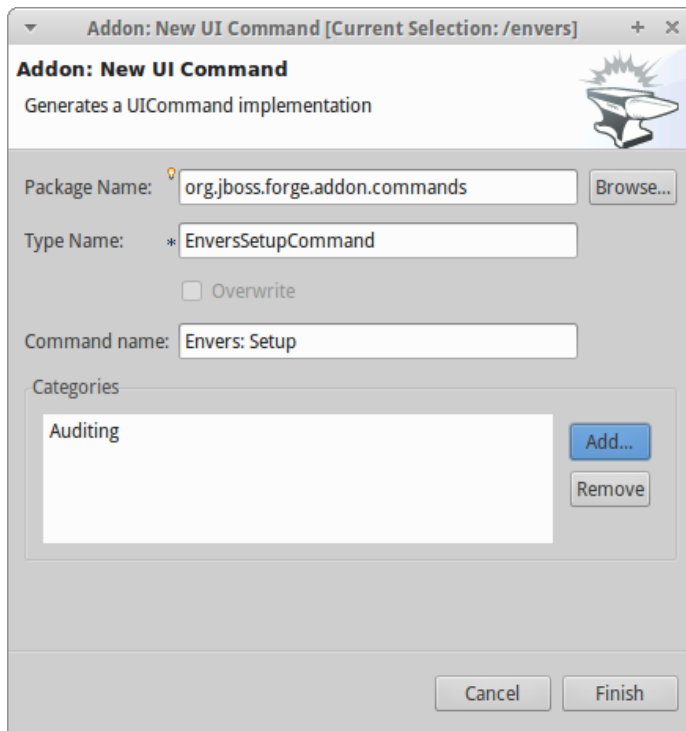 Addon: New UI Command [Current Selection: /envers]
Addon: New UI Command
Generates a UICommand implementation
Package Name: org.jboss.forge.addon.commands Browse...
Type Name: * EnversSetupCommand
Overwrite
Command name: Envers: Setup
Categories
Auditing
Add...
Remove
Cancel Finish